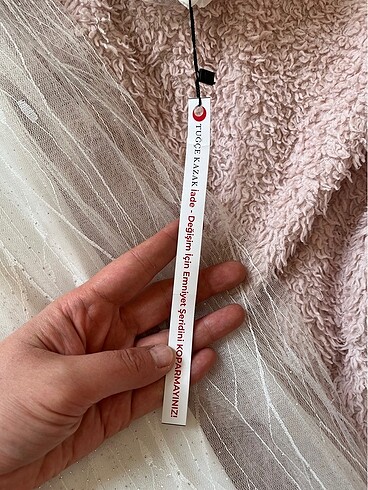 TUĞÇE KAZAK İade - Değişim İçin Emniyet Şeridini KOPARMAYINIZ!